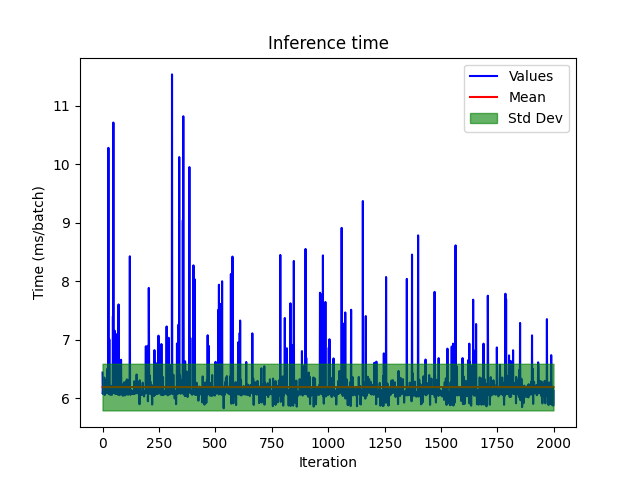 Inference time
Values
Mean
Std Dev
Time (ms/batch)
11
10
9
8
7
6
0 250 500 750 1000 1250 1500 1750 2000
Iteration